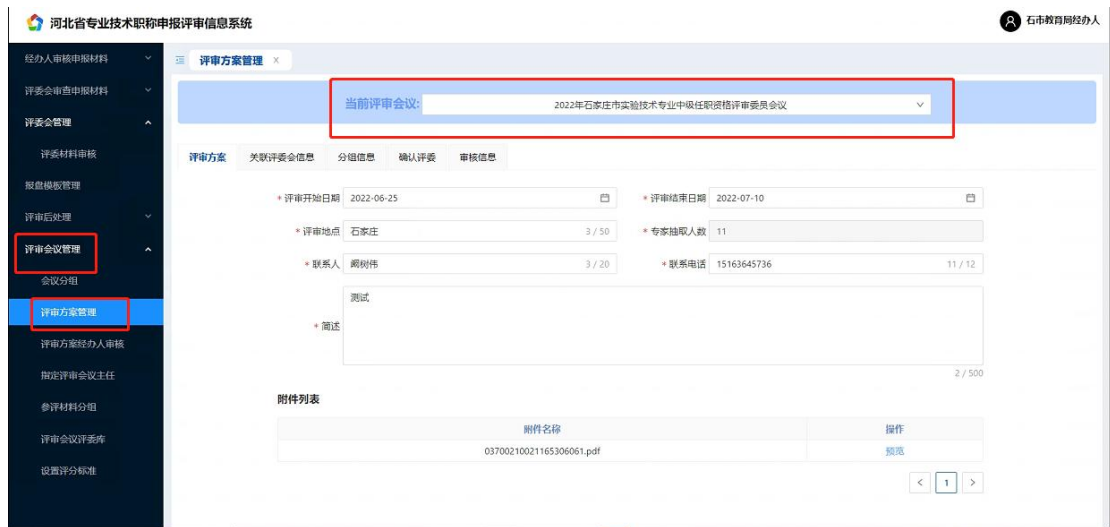 河北省专业技术职称申报评审信息系统
石市教育局经办人
经办人审核申报材料
评审方案管理 ×
评委会审查申报材料
当前评审会议: 2022年石家庄市实验技术专业中级任职资格评审委员会议
评委会管理
评委材料审核
评审方案 关联评委会信息 分组信息 确认评委 审核信息
报盘模板管理
* 评审开始日期 2022-06-25 * 评审结束日期 2022-07-10
评审后处理
* 评审地点 石家庄 3 / 50 * 专家抽取人数 11
评审会议管理
* 联系人 阚树伟 3 / 20 * 联系电话 15163645736 11 / 12
会议分组
测试
评审方案管理
* 简述
评审方案经办人审核
指定评审会议主任
2 / 500
附件列表
参评材料分组
附件名称 操作
评审会议评委库
03700210021165306061.pdf 预览
设置评分标准
< 1 >